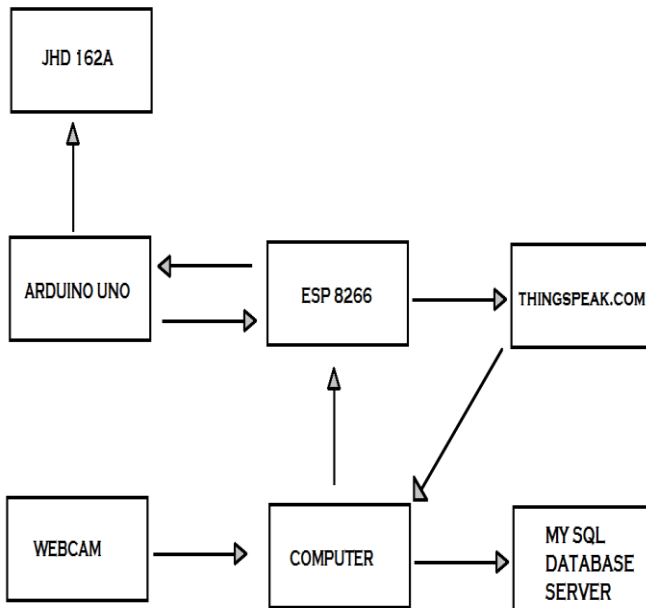 JHD 162A
ARDUINO UNO
ESP 8266
THINGSPEAK.COM
WEBCAM
COMPUTER
MY SQL
DATABASE
SERVER